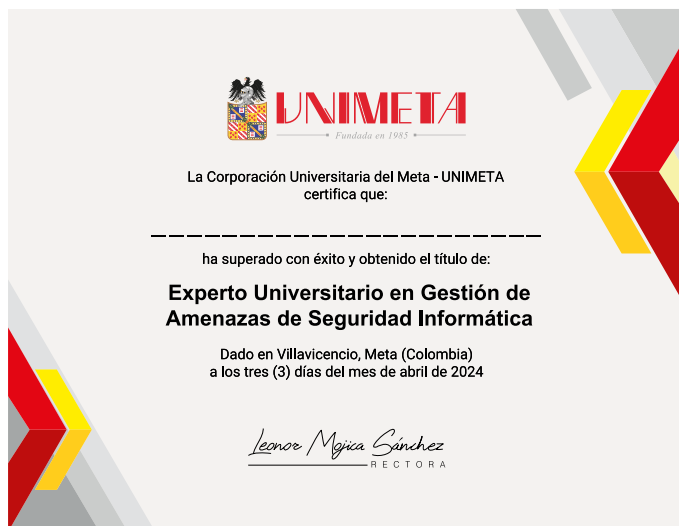 UNIMETA
Fundada en 1985
La Corporación Universitaria del Meta - UNIMETA
certifica que:
ha superado con éxito y obtenido el título de:
Experto Universitario en Gestión de
Amenazas de Seguridad Informática
Dado en Villavicencio, Meta (Colombia)
a los tres (3) días del mes de abril de 2024
Leonor Mojica Sánchez
RECTORA